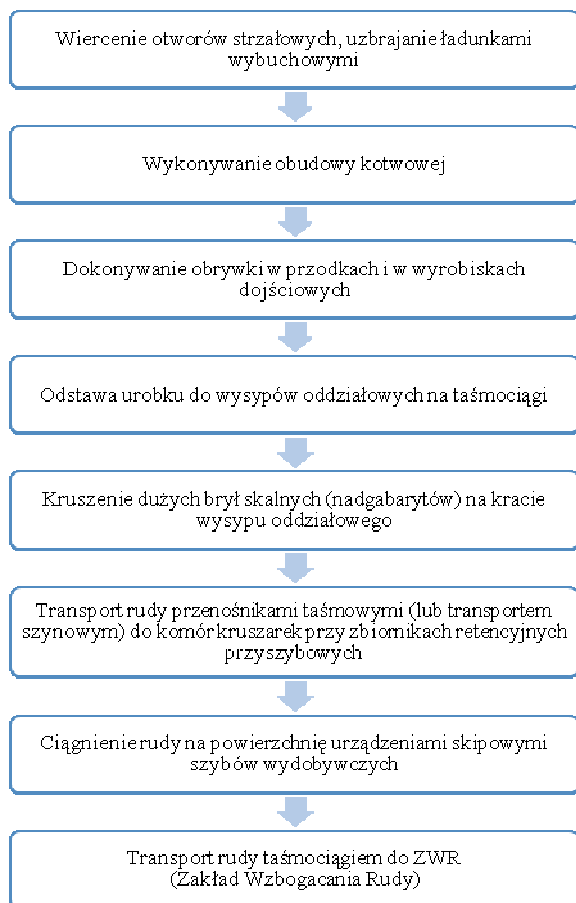 Wiercenie otworów strzałowych, uzbrajanie ładunkami
wybuchowymi
Wykonywanie obudowy kotwowej
Dokonywanie obrywki w przodkach i w wyrobiskach
dojściowych
Odstawa urobku do wysypów oddziałowych na taśmociągi
Kruszenie dużych brył skalnych (nadgabarytów) na kracie
wysypu oddziałowego
Transport rudy przenośnikami taśmowymi (lub transportem
szynowym) do komór kruszarek przy zbiornikach retencyjnych
przyszybowych
Ciągnienie rudy na powierzchnię urządzeniami skipowymi
szybów wydobywczych
Transport rudy taśmociągiem do ZWR
(Zakład Wzbogacania Rudy)